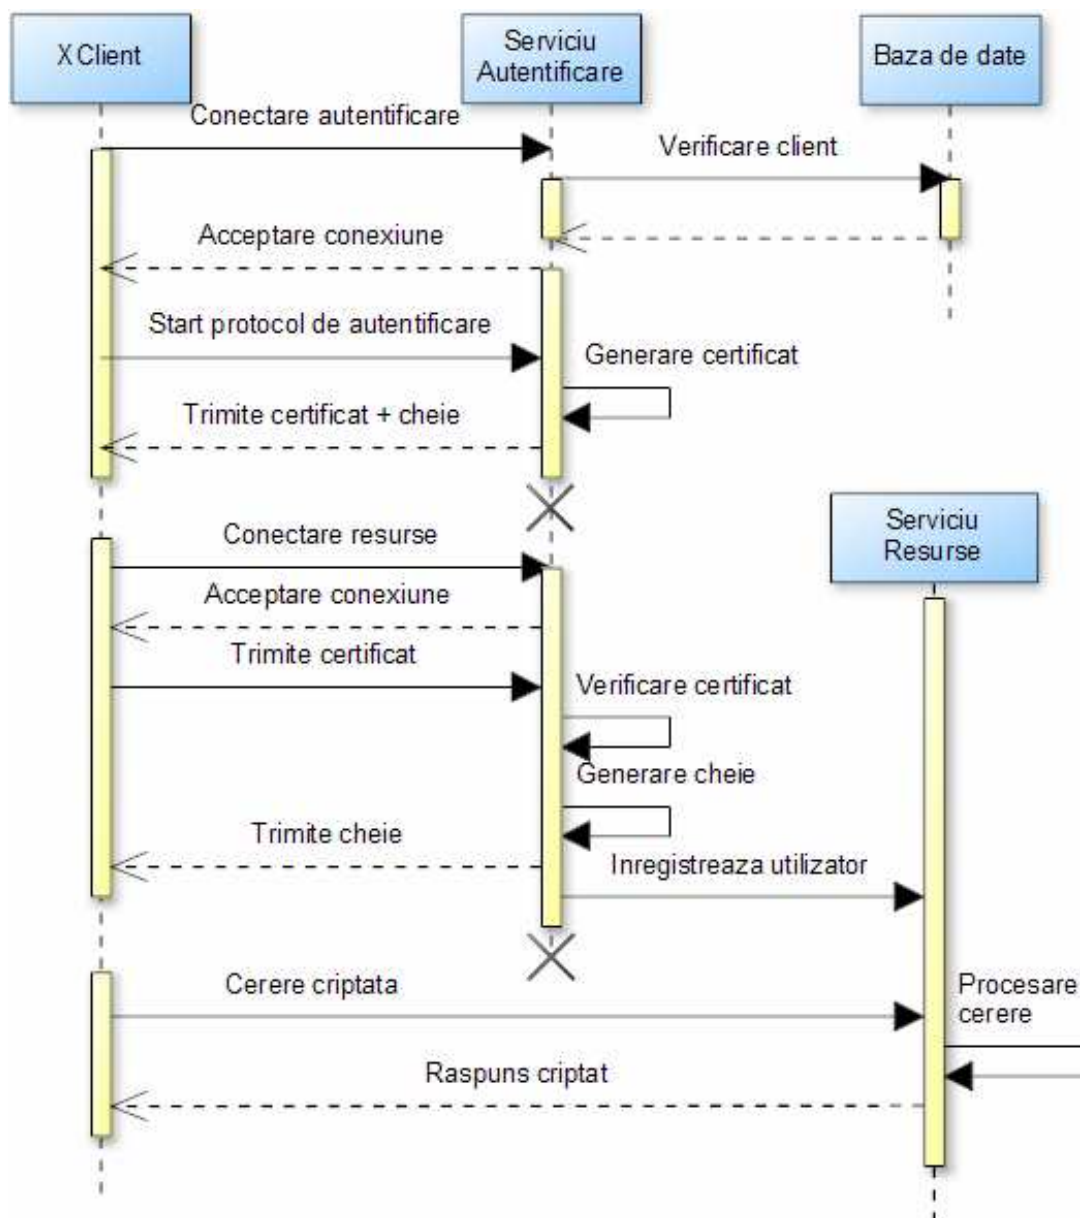 X Client
Serviciu
Autentificare
Baza de date
Conectare autentificare
Verificare client
Acceptare conexiune
Start protocol de autentificare
Generare certificat
Trimite certificat + cheie
Serviciu
Resurse
Conectare resurse
Acceptare conexiune
Trimite certificat
Verificare certificat
Generare cheie
Trimite cheie
Inregistreaza utilizator
Cerere criptata
Procesare
cerere
Raspuns criptat